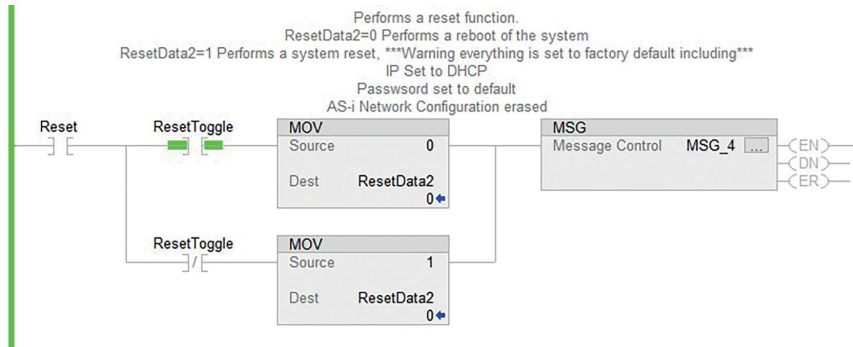 Performs a reset function.
ResetData2=0 Performs a reboot of the system
ResetData2=1 Performs a system reset, ***Warning everything is set to factory default including***
IP Set to DHCP
Passwsord set to default
AS-i Network Configuration erased
Reset
ResetToggle
MOV
Source 0
Dest ResetData2
0
MSG
Message Control MSG_4 ...
EN
DN
ER
ResetToggle
MOV
Source 1
Dest ResetData2
0